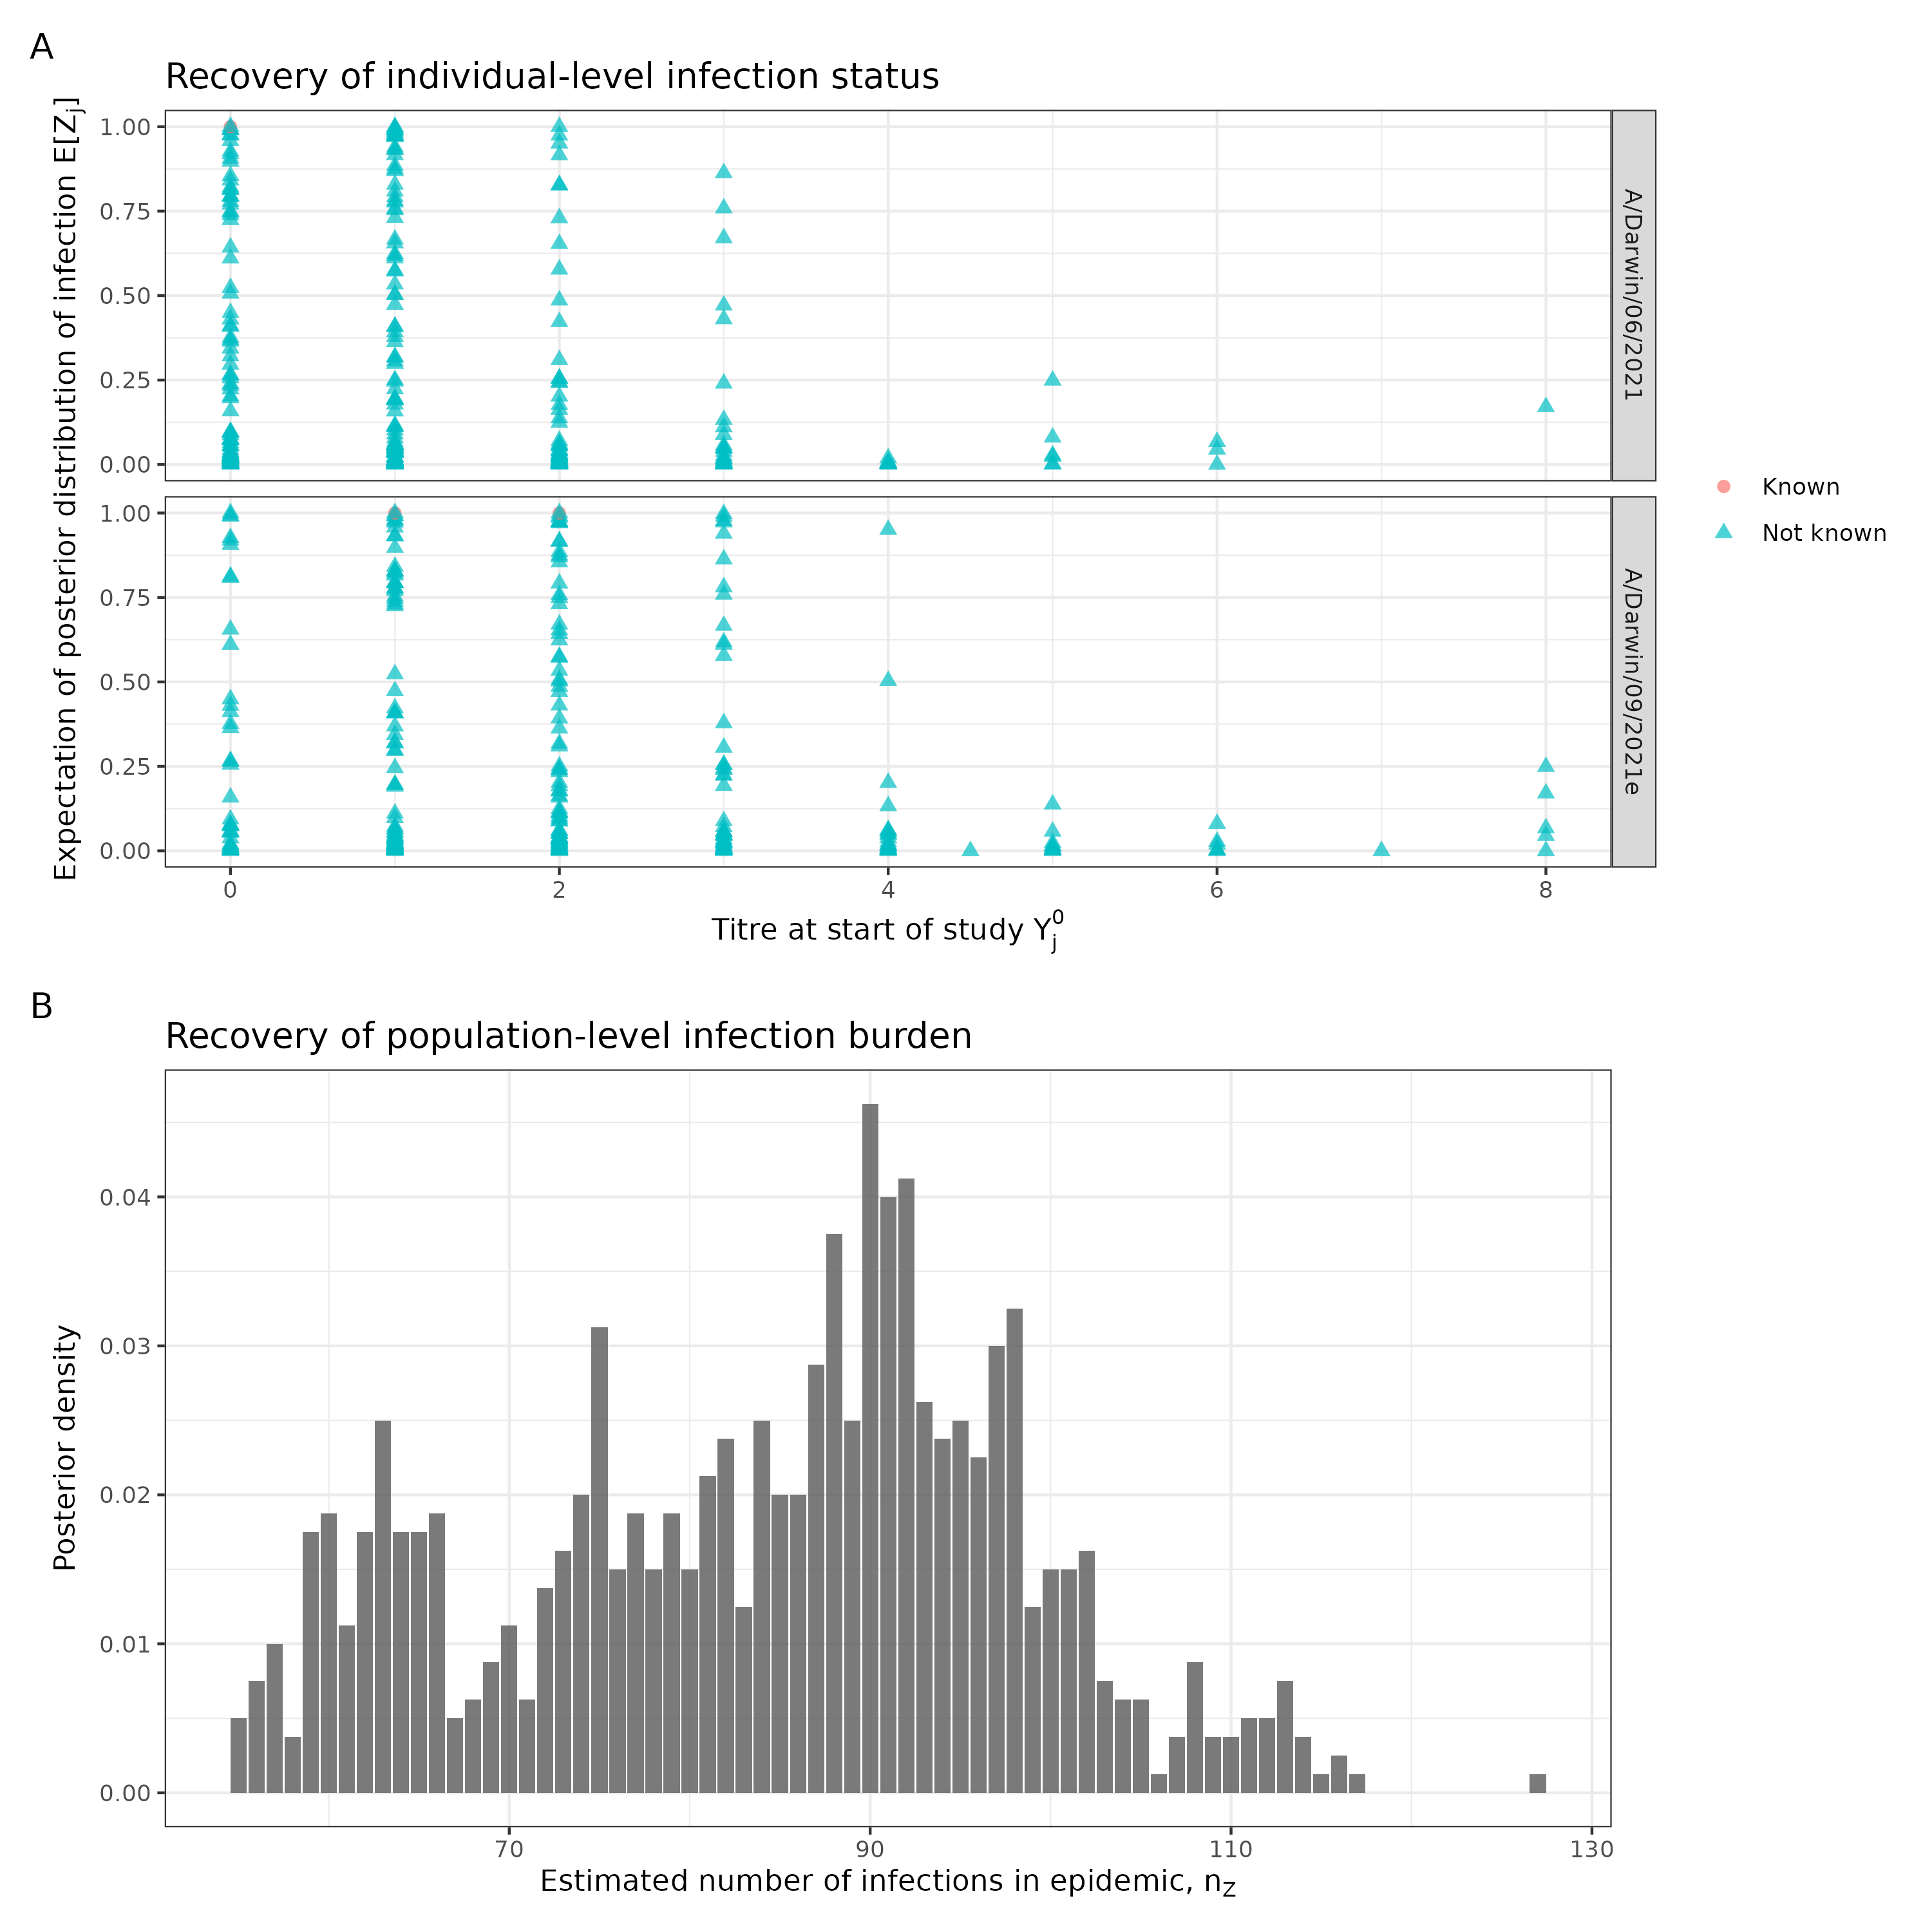 A
Recovery of individual-level infection status
Expectation of posterior distribution of infection E[Zj]
1.00
0.75
0.50
0.25
0.00
A/Darwin/06/2021
1.00
0.75
0.50
0.25
0.00
A/Darwin/09/2021e
0 2 4 6 8
Titre at start of study Yj0
Known
Not known
B
Recovery of population-level infection burden
Posterior density
0.04
0.03
0.02
0.01
0.00
70 90 110 130
Estimated number of infections in epidemic, nZ